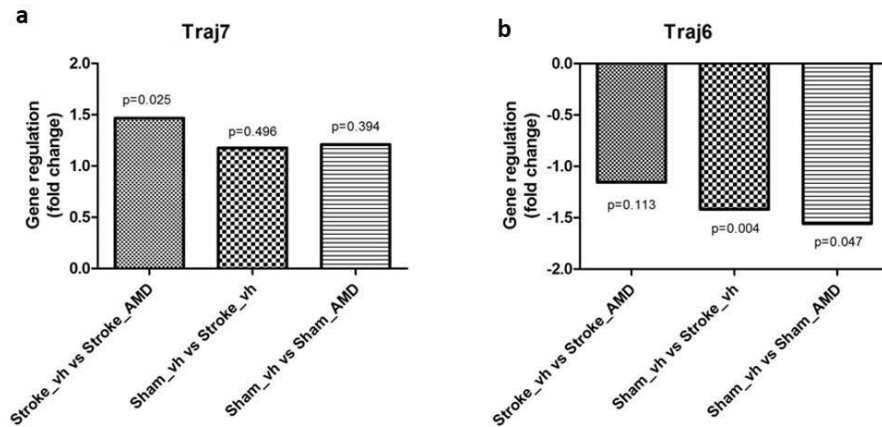 a
Traj7
Gene regulation
(fold change)
2.0
1.5
1.0
0.5
0.0
p=0.025
p=0.496
p=0.394
Stroke_vh vs Stroke_AMD
Sham_vh vs Stroke_vh
Sham_vh vs Sham_AMD
b
Traj6
Gene regulation
(fold change)
0.0
-0.5
-1.0
-1.5
-2.0
p=0.113
p=0.004
p=0.047
Stroke_vh vs Stroke_AMD
Sham_vh vs Stroke_vh
Sham_vh vs Sham_AMD